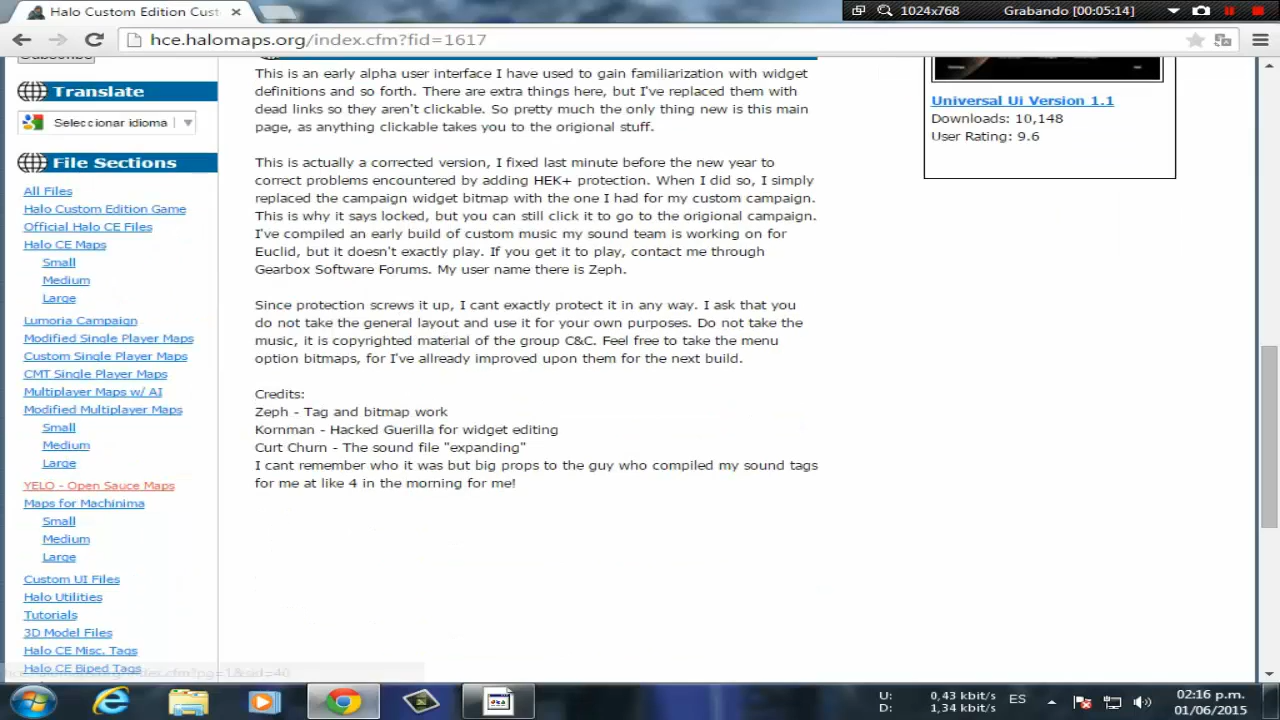 Halo Custom Edition Cust
1024x768
Grabando [00:05:14]
hce.halomaps.org/index.cfm?fid=1617
Subscribe
Translate
Seleccionar idioma
File Sections
All Files
Halo Custom Edition Game
Official Halo CE Files
Halo CE Maps
Small
Medium
Large
Lumoria Campaign
Modified Single Player Maps
Custom Single Player Maps
CMT Single Player Maps
Multiplayer Maps w/ AI
Modified Multiplayer Maps
Small
Medium
Large
YELO - Open Sauce Maps
Maps for Machinima
Small
Medium
Large
Custom UI Files
Halo Utilities
Tutorials
3D Model Files
Halo CE Misc. Tags
Halo CE Biped Tags
This is an early alpha user interface I have used to gain familiarization with widget
definitions and so forth. There are extra things here, but I've replaced them with
dead links so they aren't clickable. So pretty much the only thing new is this main
page, as anything clickable takes you to the origional stuff.
This is actually a corrected version, I fixed last minute before the new year to
correct problems encountered by adding HEK+ protection. When I did so, I simply
replaced the campaign widget bitmap with the one I had for my custom campaign.
This is why it says locked, but you can still click it to go to the origional campaign.
I've compiled an early build of custom music my sound team is working on for
Euclid, but it doesn't exactly play. If you get it to play, contact me through
Gearbox Software Forums. My user name there is Zeph.
Since protection screws it up, I cant exactly protect it in any way. I ask that you
do not take the general layout and use it for your own purposes. Do not take the
music, it is copyrighted material of the group C&C. Feel free to take the menu
option bitmaps, for I've allready improved upon them for the next build.
Credits:
Zeph - Tag and bitmap work
Kornman - Hacked Guerilla for widget editing
Curt Churn - The sound file "expanding"
I cant remember who it was but big props to the guy who compiled my sound tags
for me at like 4 in the morning for me!
Universal Ui Version 1.1
Downloads: 10,148
User Rating: 9.6
U: 0,43 kbit/s
D: 1,34 kbit/s
ES
02:16 p.m.
01/06/2015